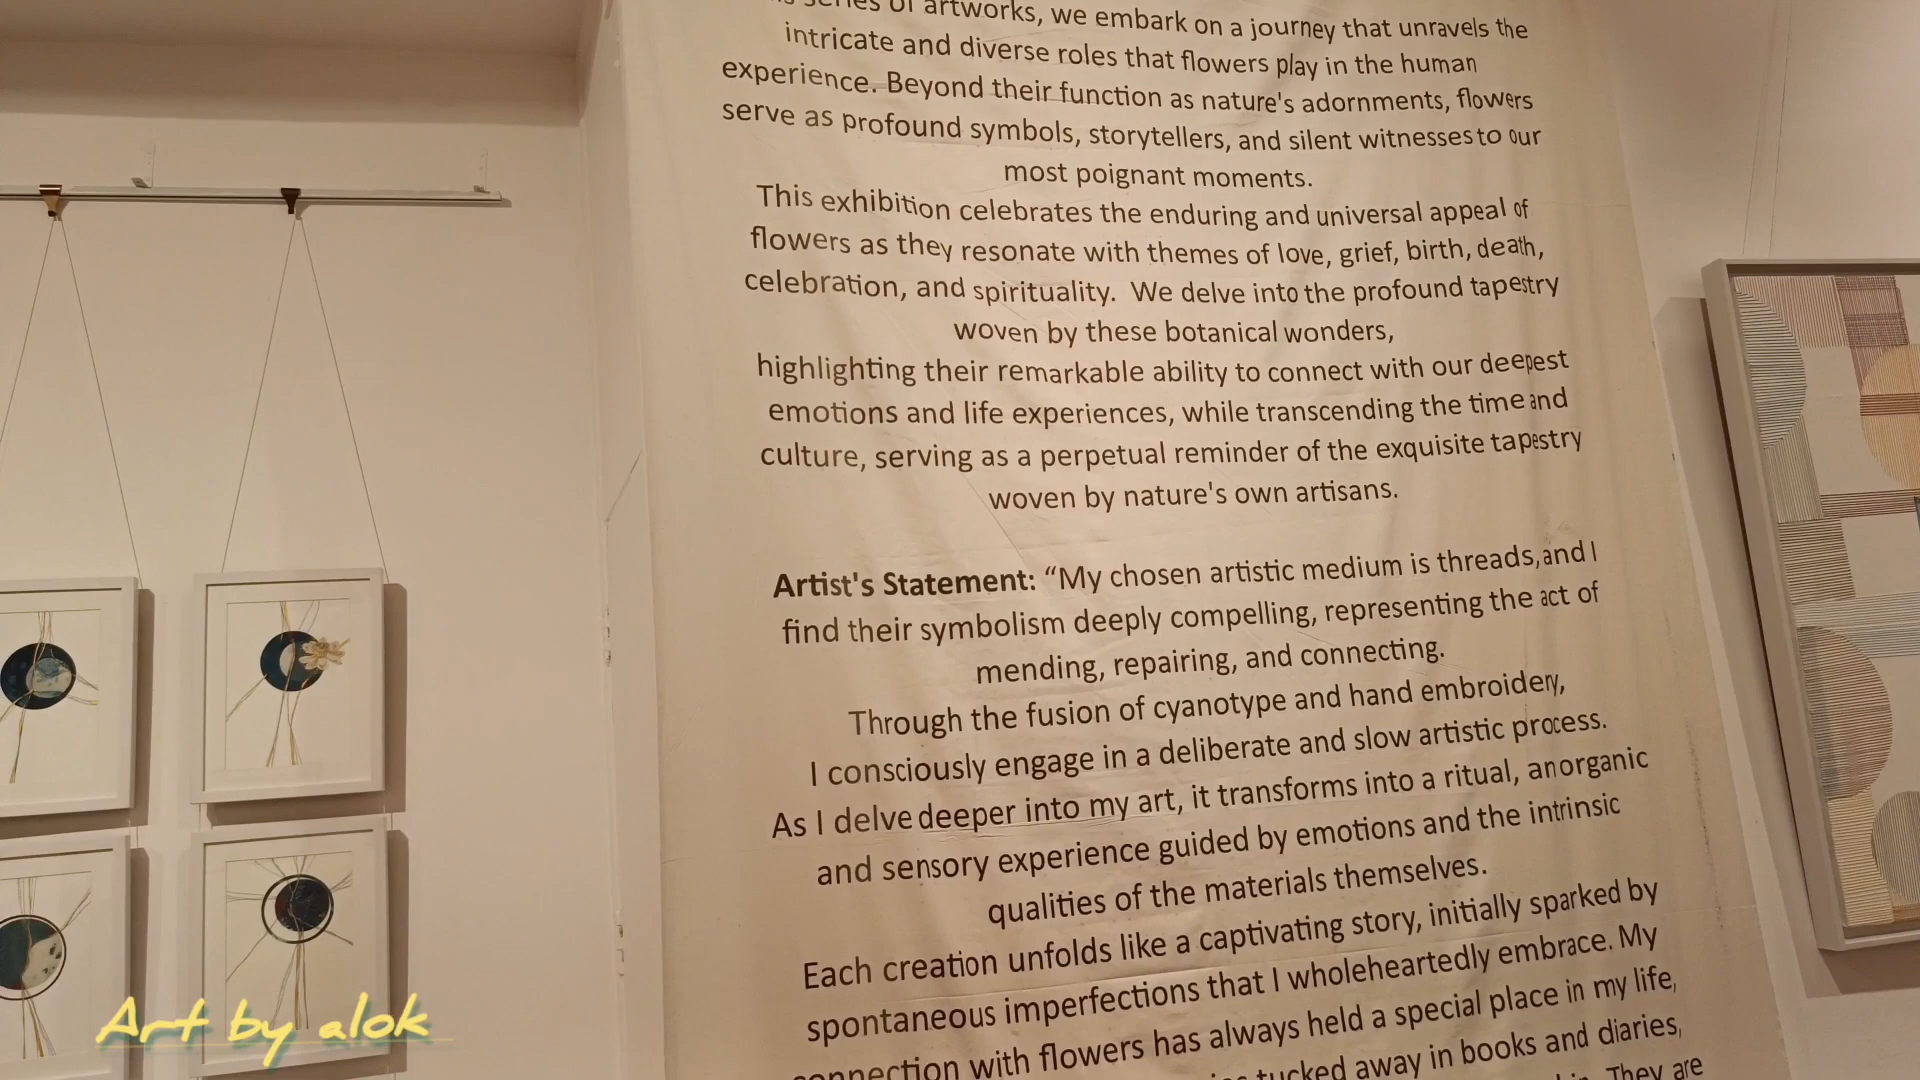 series of artworks, we embark on a journey that unravels the
intricate and diverse roles that flowers play in the human
experience. Beyond their function as nature's adornments, flowers
serve as profound symbols, storytellers, and silent witnesses to our
most poignant moments.
This exhibition celebrates the enduring and universal appeal of
flowers as they resonate with themes of love, grief, birth, death,
celebration, and spirituality. We delve into the profound tapestry
woven by these botanical wonders,
highlighting their remarkable ability to connect with our deepest
emotions and life experiences, while transcending the time and
culture, serving as a perpetual reminder of the exquisite tapestry
woven by nature's own artisans.
Artist's Statement: “My chosen artistic medium is threads, and I
find their symbolism deeply compelling, representing the act of
mending, repairing, and connecting.
Through the fusion of cyanotype and hand embroidery,
I consciously engage in a deliberate and slow artistic process.
As I delve deeper into my art, it transforms into a ritual, an organic
and sensory experience guided by emotions and the intrinsic
qualities of the materials themselves.
Each creation unfolds like a captivating story, initially sparked by
spontaneous imperfections that I wholeheartedly embrace. My
connection with flowers has always held a special place in my life,
tucked away in books and diaries,
They are
Art by alok